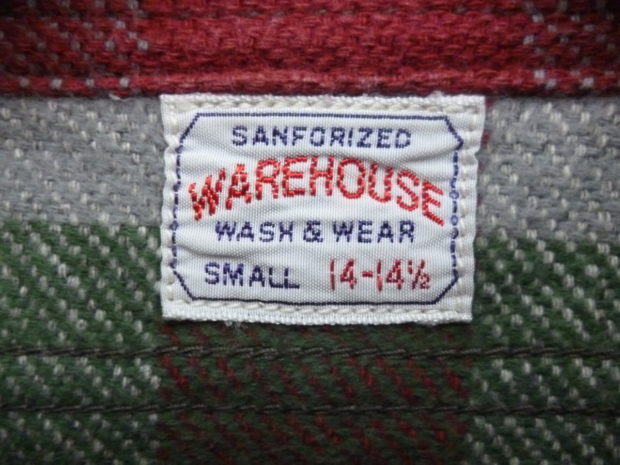 SANFORIZED
WAREHOUSE
WASH & WEAR
SMALL 14-14½